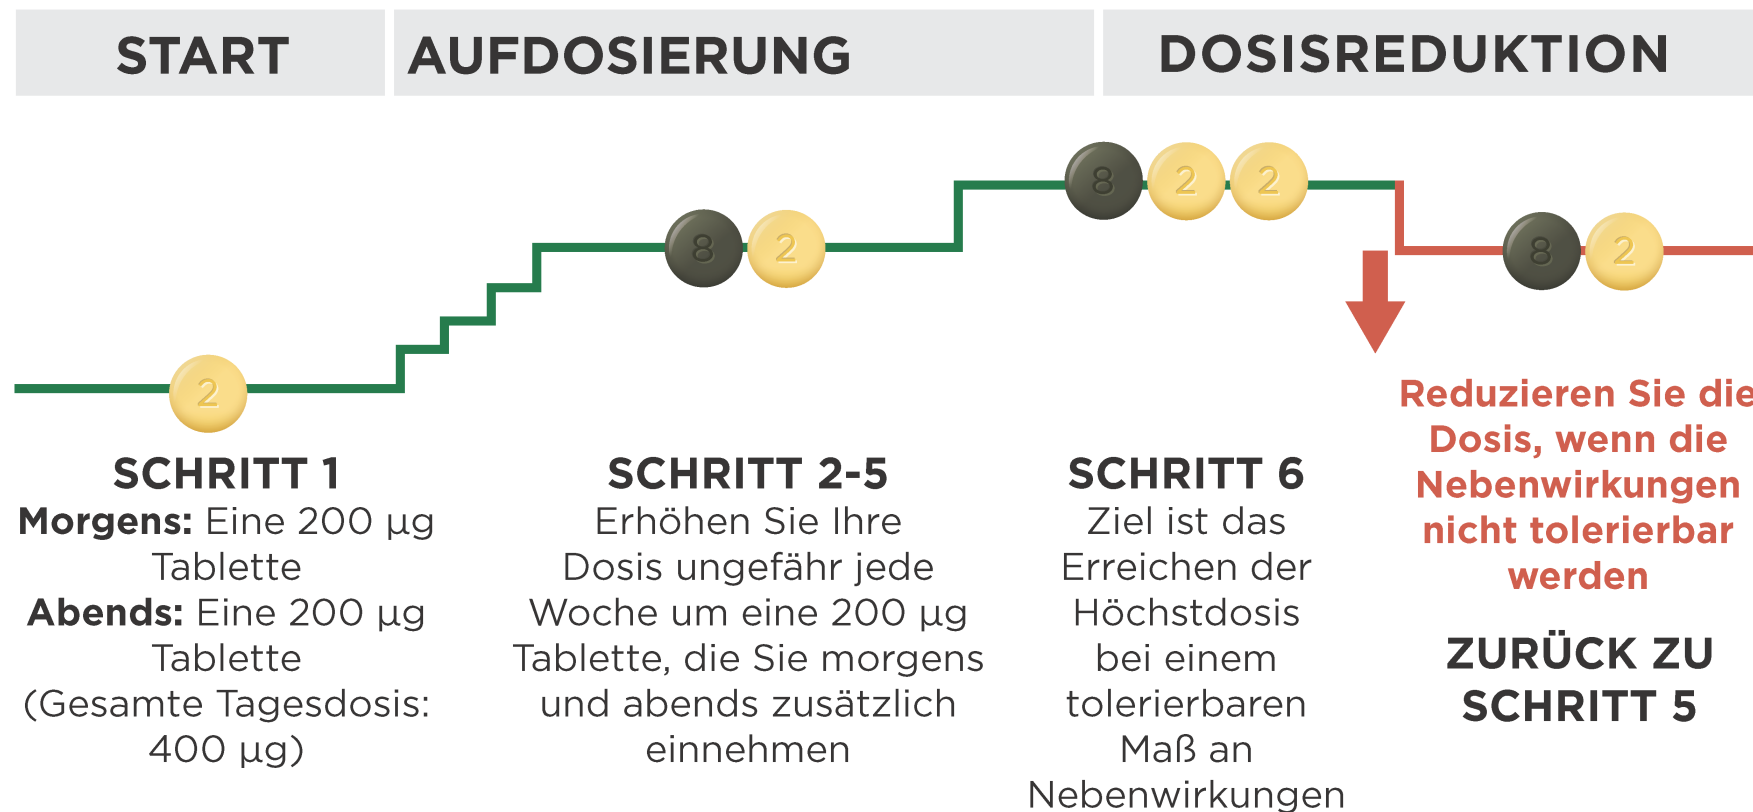 START
AUFDOSIERUNG
DOSISREDUKTION
8
2
2
8
2
8
2
2
SCHRITT 1
Morgens: Eine 200 µg
Tablette
Abends: Eine 200 µg
Tablette
(Gesamte Tagesdosis:
400 µg)
SCHRITT 2-5
Erhöhen Sie Ihre
Dosis ungefähr jede
Woche um eine 200 µg
Tablette, die Sie morgens
und abends zusätzlich
einnehmen
SCHRITT 6
Ziel ist das
Erreichen der
Höchstdosis
bei einem
tolerierbaren
Maß an
Nebenwirkungen
Reduzieren Sie die
Dosis, wenn die
Nebenwirkungen
nicht tolerierbar
werden
ZURÜCK ZU
SCHRITT 5